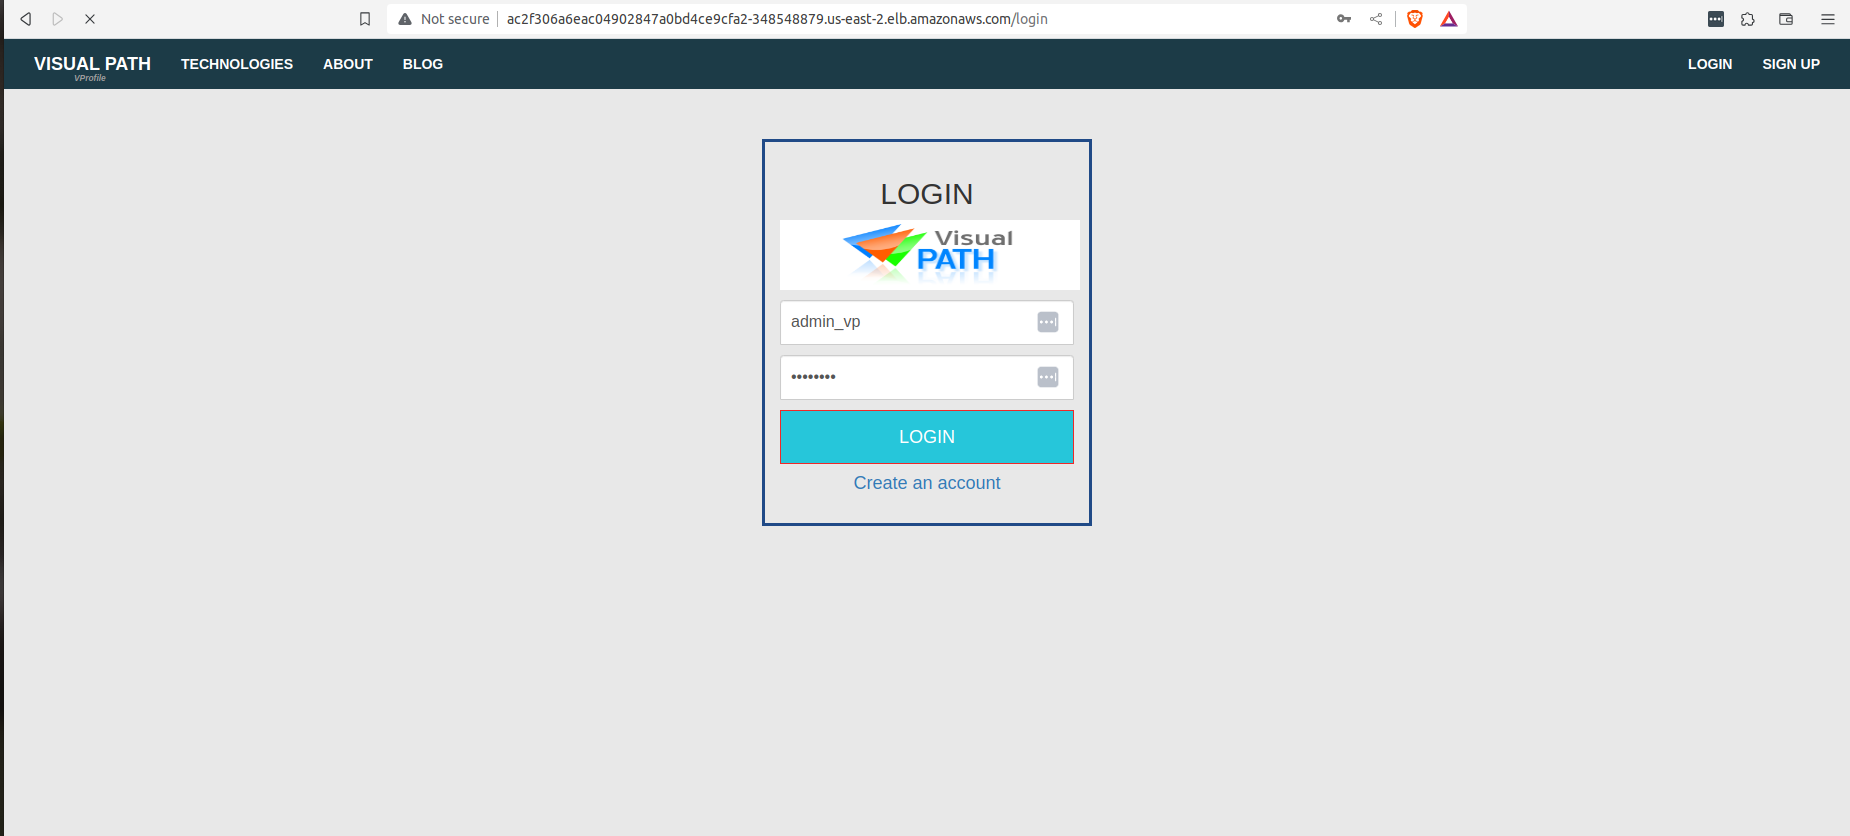 Not secure ac2f306a6eac04902847a0bd4ce9cfa2-348548879.us-east-2.elb.amazonaws.com/login
VISUAL PATH TECHNOLOGIES ABOUT BLOG LOGIN SIGN UP
VProfile
LOGIN
Visual
PATH
admin_vp
••••••••
LOGIN
Create an account